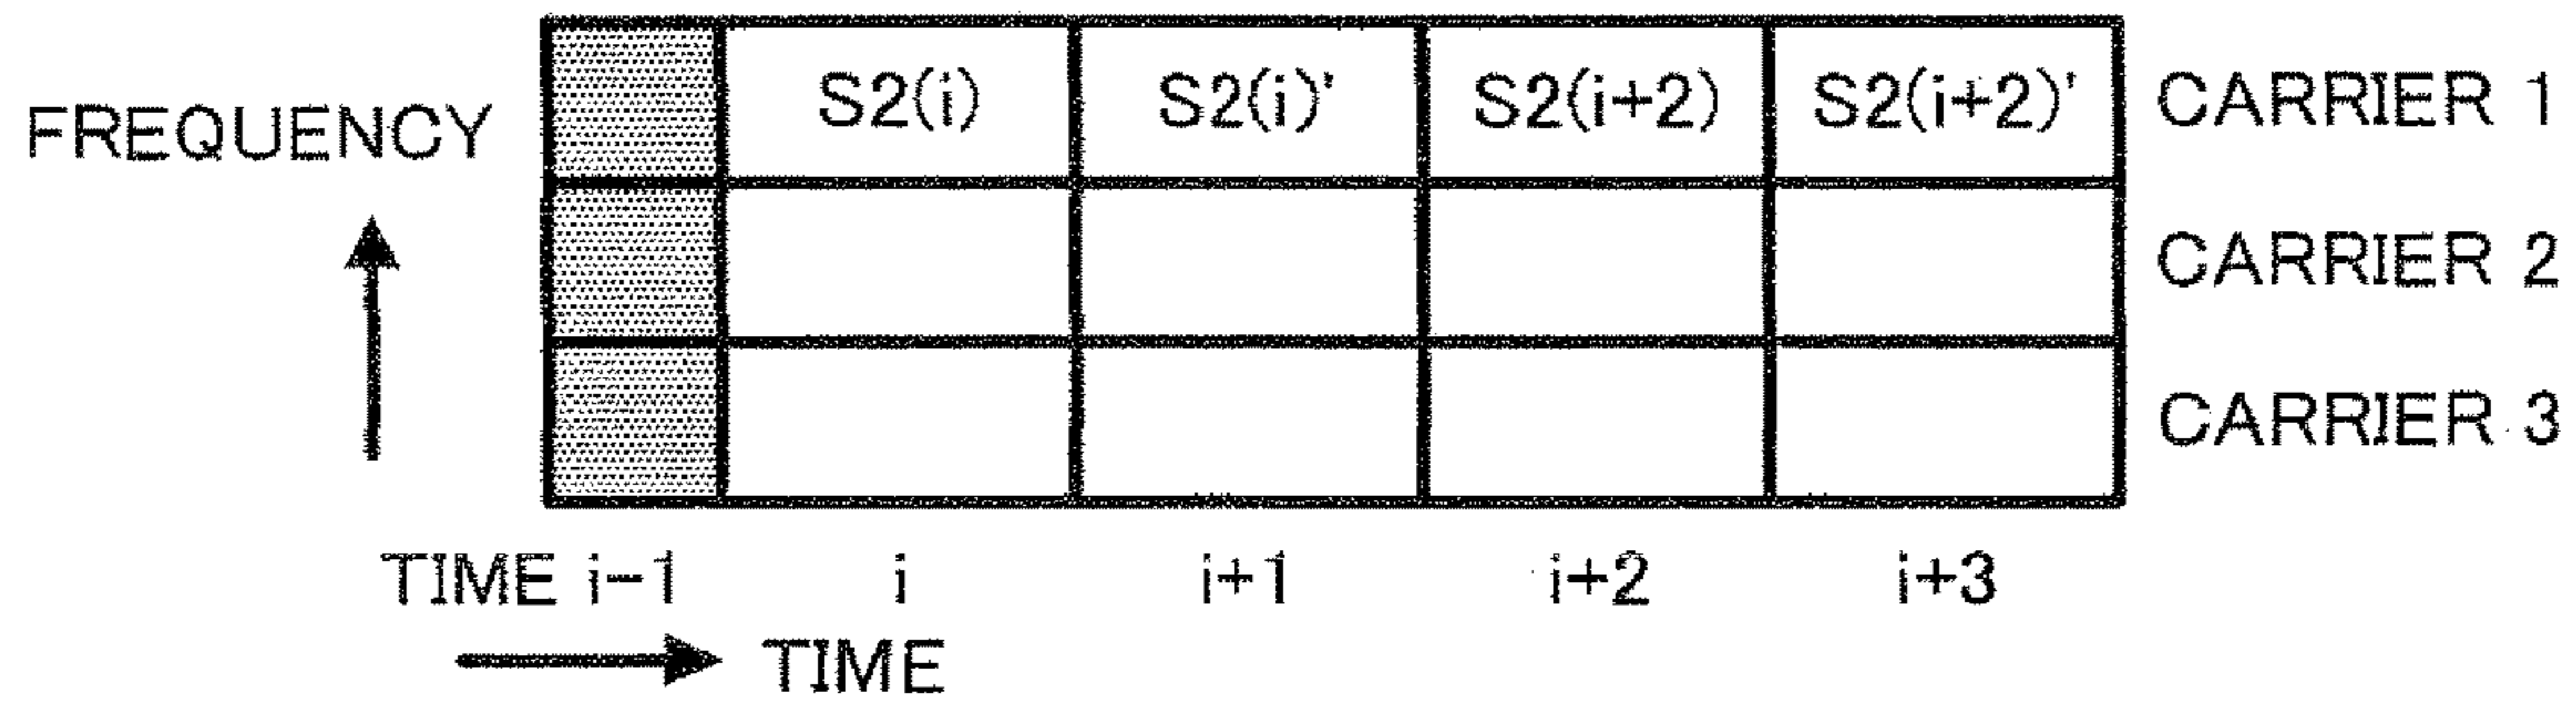 S2(i) S2(i)' S2(i+2) S2(i+2)' CARRIER 1
FREQUENCY
CARRIER 2
CARRIER 3
TIME i-1 i i+1 i+2 i+3
TIME